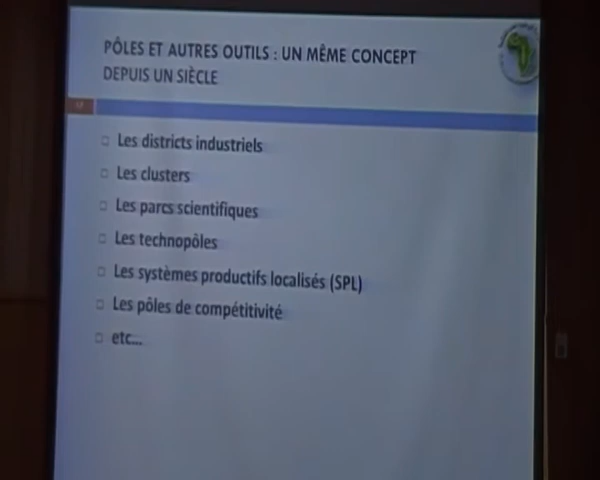 PÔLES ET AUTRES OUTILS : UN MÊME CONCEPT
DEPUIS UN SIÈCLE
Les districts industriels
Les clusters
Les parcs scientifiques
Les technopôles
Les systèmes productifs localisés (SPL)
Les pôles de compétitivité
etc...